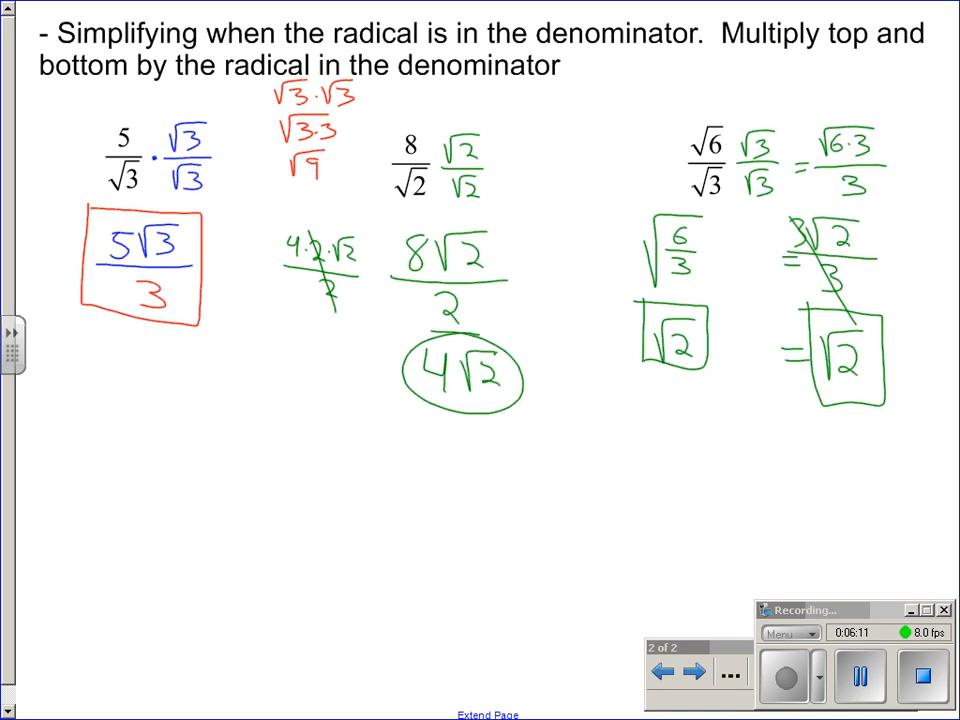 - Simplifying when the radical is in the denominator. Multiply top and
bottom by the radical in the denominator
√3 · √3
√3·3
√9
5/√3 · √3/√3
5√3/3
8/√2 √2/√2
4·2·√2/2
8√2/2
4√2
√6/√3 √3/√3 = √6·3/3
√6/3
√2
= 3√2/3
= √2
Recording...
Menu
0:06:11
8.0 fps
2 of 2
...
Extend Page